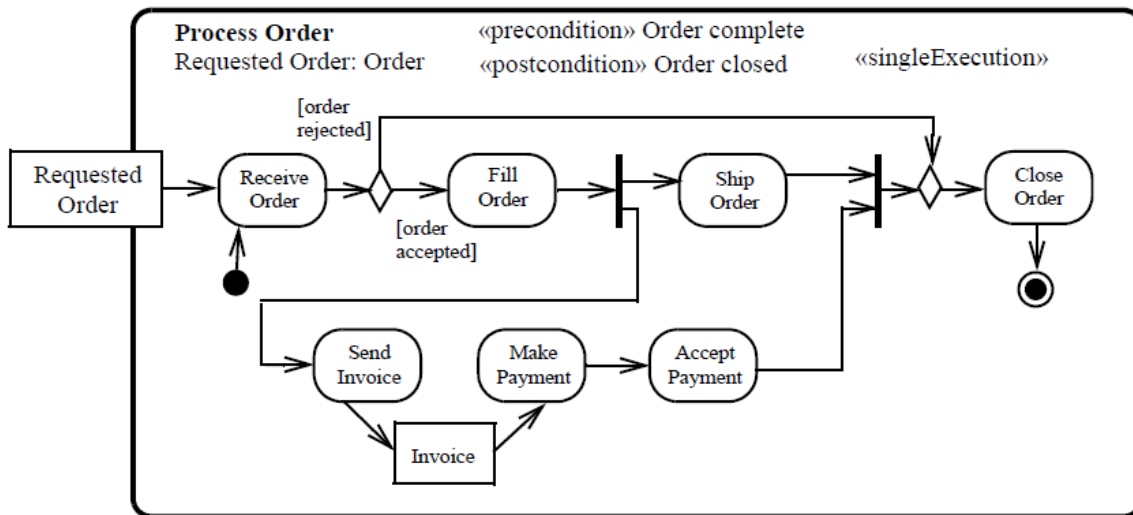 Process Order
«precondition» Order complete
Requested Order: Order
«postcondition» Order closed
«singleExecution»
[order
rejected]
Requested
Order
Receive
Order
Fill
Order
Ship
Order
Close
Order
[order
accepted]
Send
Invoice
Make
Payment
Accept
Payment
Invoice